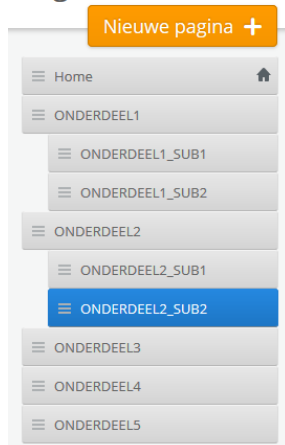 Nieuwe pagina +
Home
ONDERDEEL1
ONDERDEEL1_SUB1
ONDERDEEL1_SUB2
ONDERDEEL2
ONDERDEEL2_SUB1
ONDERDEEL2_SUB2
ONDERDEEL3
ONDERDEEL4
ONDERDEEL5